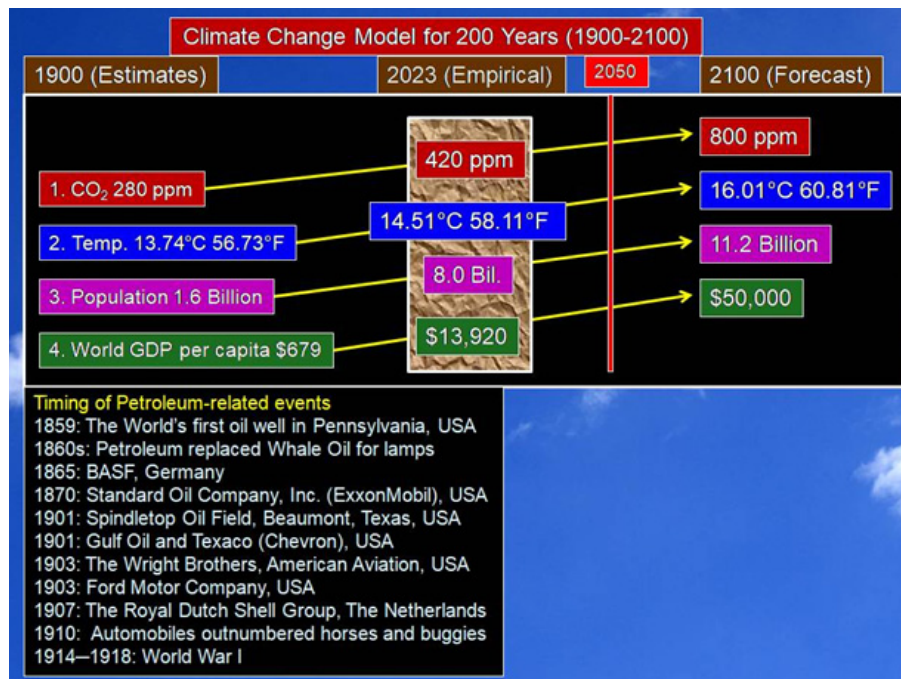 Climate Change Model for 200 Years (1900-2100)
1900 (Estimates)
2023 (Empirical)
2050
2100 (Forecast)
1. CO₂ 280 ppm
420 ppm
800 ppm
2. Temp. 13.74°C 56.73°F
14.51°C 58.11°F
16.01°C 60.81°F
3. Population 1.6 Billion
8.0 Bil.
11.2 Billion
4. World GDP per capita $679
$13,920
$50,000
Timing of Petroleum-related events
1859: The World's first oil well in Pennsylvania, USA
1860s: Petroleum replaced Whale Oil for lamps
1865: BASF, Germany
1870: Standard Oil Company, Inc. (ExxonMobil), USA
1901: Spindletop Oil Field, Beaumont, Texas, USA
1901: Gulf Oil and Texaco (Chevron), USA
1903: The Wright Brothers, American Aviation, USA
1903: Ford Motor Company, USA
1907: The Royal Dutch Shell Group, The Netherlands
1910:  Automobiles outnumbered horses and buggies
1914—1918: World War I